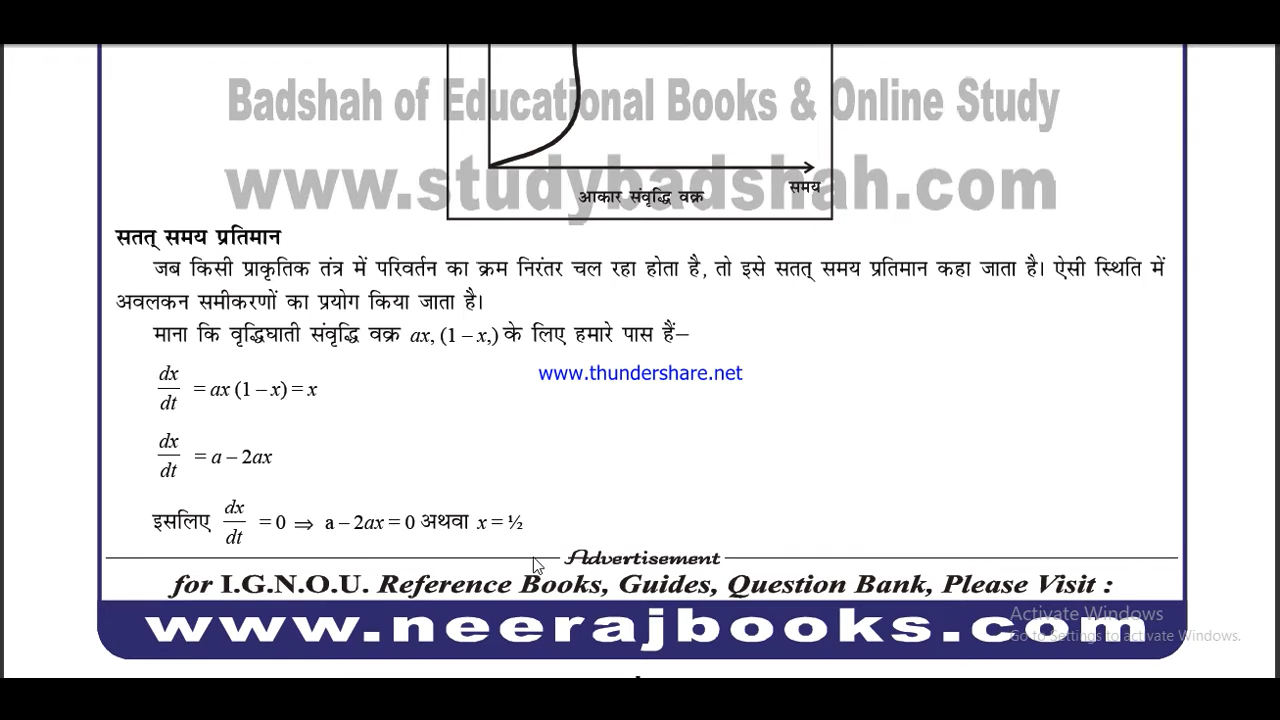 Badshah of Educational Books & Online Study
www.studybadshah.com
समय
आकार संवृद्धि वक्र
सतत् समय प्रतिमान
जब किसी प्राकृतिक तंत्र में परिवर्तन का क्रम निरंतर चल रहा होता है, तो इसे सतत् समय प्रतिमान कहा जाता है। ऐसी स्थिति में
अवलकन समीकरणों का प्रयोग किया जाता है।
माना कि वृद्धिघाती संवृद्धि वक्र ax, (1 – x,) के लिए हमारे पास हैं–
www.thundershare.net
dx/dt = ax (1 – x) = x
dx/dt = a – 2ax
इसलिए dx/dt = 0 ⇒ a – 2ax = 0 अथवा x = ½
Advertisement
for I.G.N.O.U. Reference Books, Guides, Question Bank, Please Visit :
www.neerajbooks.com
Activate Windows
Go to Settings to activate Windows.